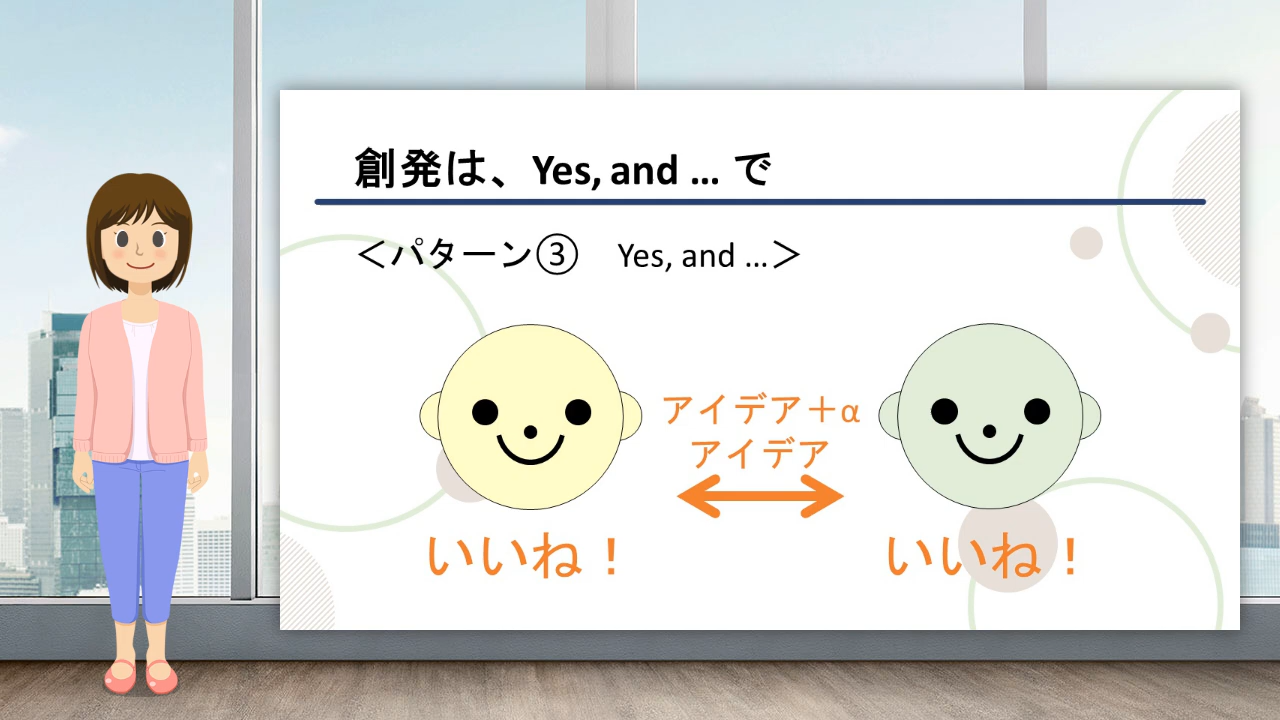 創発は、Yes, and … で
＜パターン③　Yes, and …＞
アイデア＋α
アイデア
いいね！
いいね！